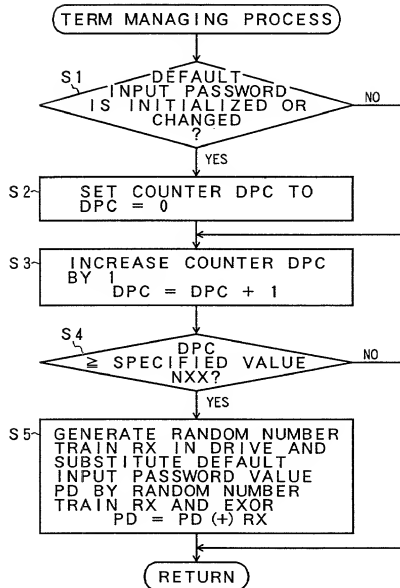 TERM MANAGING PROCESS
S1
DEFAULT
INPUT PASSWORD
IS INITIALIZED OR
CHANGED
?
NO
YES
S2
SET COUNTER DPC TO
DPC = 0
S3
INCREASE COUNTER DPC
BY 1
DPC = DPC + 1
S4
DPC
≧ SPECIFIED VALUE
NXX?
NO
YES
S5
GENERATE RANDOM NUMBER
TRAIN RX IN DRIVE AND
SUBSTITUTE DEFAULT
INPUT PASSWORD VALUE
PD BY RANDOM NUMBER
TRAIN RX AND EXOR
PD = PD (+) RX
RETURN